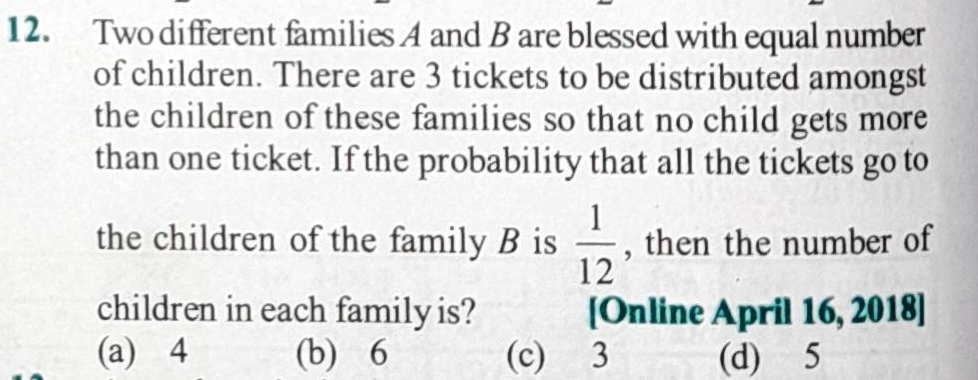 12. Two different families A and B are blessed with equal number
of children. There are 3 tickets to be distributed amongst
the children of these families so that no child gets more
than one ticket. If the probability that all the tickets go to
the children of the family B is 1/12, then the number of
children in each family is? [Online April 16, 2018]
(a) 4 (b) 6 (c) 3 (d) 5